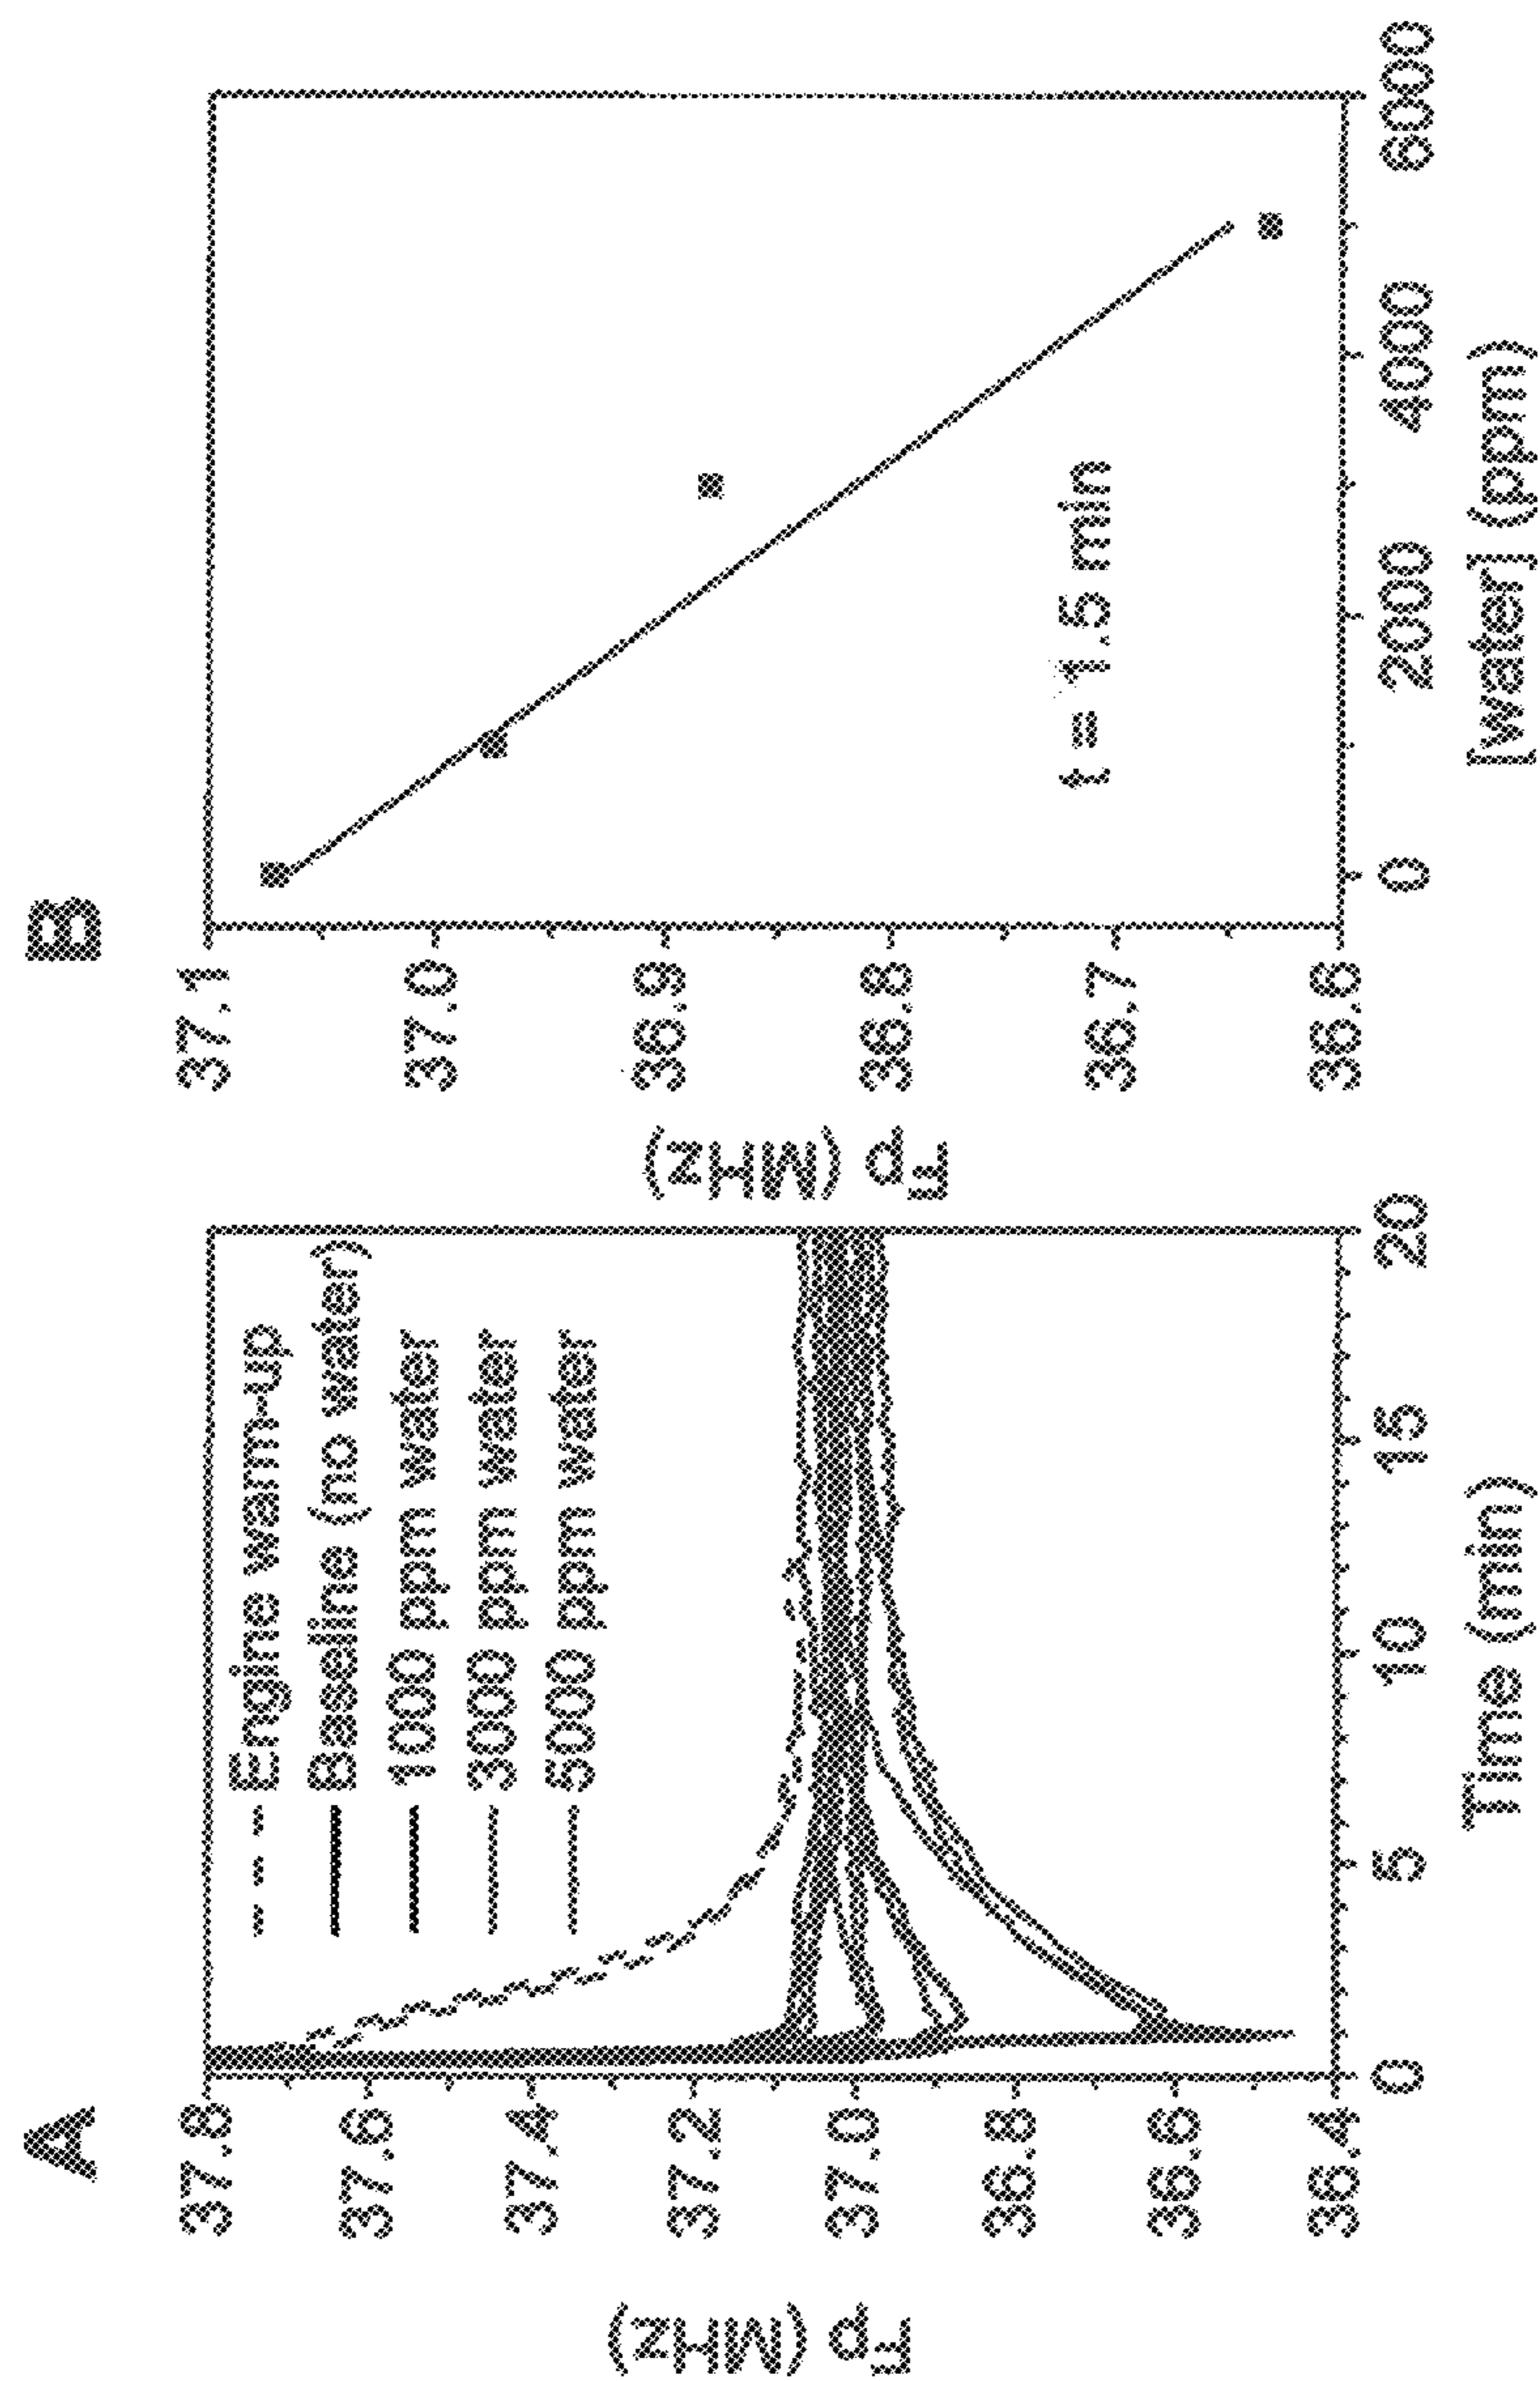 A
Fp (MHz)
37.8
37.6
37.4
37.2
37.0
36.8
36.6
36.4
Engine warm-up
Baseline (no water)
1000 ppm water
3000 ppm water
5000 ppm water
0 5 10 15 20
Time (min)
B
Fp (MHz)
37.1
37.0
36.9
36.8
36.7
36.6
t = 1.5 min
0 2000 4000 6000
[water] (ppm)